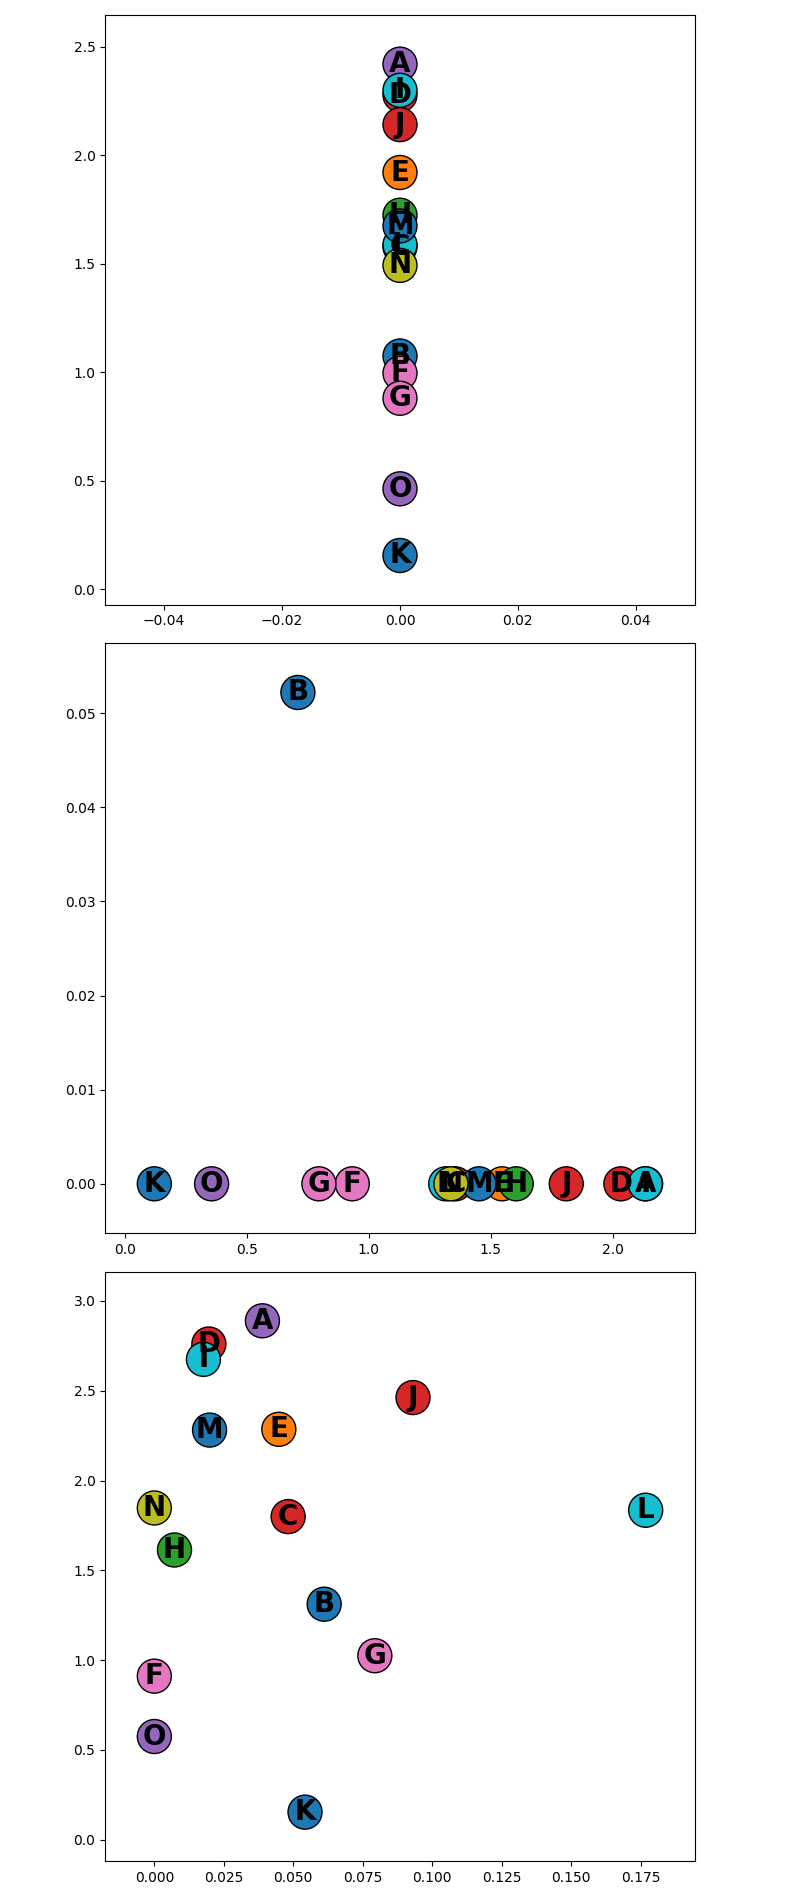 2.5
A
I
D
J
2.0
E
H
M
1.5
C
N
B
1.0
F
G
0.5
O
K
0.0
−0.04 −0.02 0.00 0.02 0.04
B
0.05
0.04
0.03
0.02
0.01
0.00 K O G F L N C M E H J D A I
0.0 0.5 1.0 1.5 2.0
3.0
A
D
I
J
2.5
M E
2.0
N C L
H
1.5
B
G
1.0
F
0.5
O
K
0.0
0.000 0.025 0.050 0.075 0.100 0.125 0.150 0.175